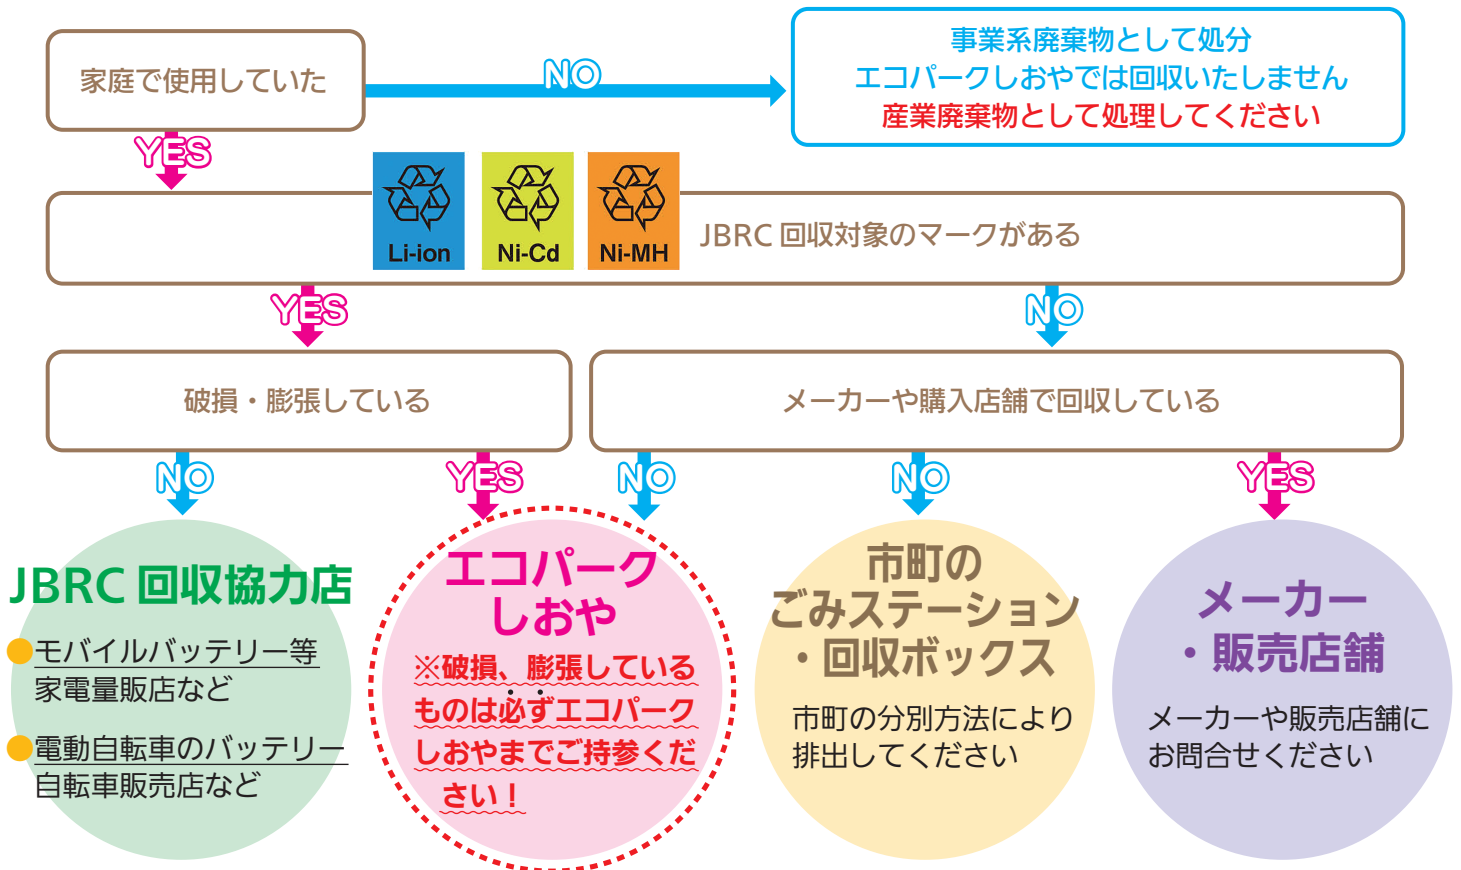 家庭で使用していた
NO
事業系廃棄物として処分
エコパークしおやでは回収いたしません
産業廃棄物として処理してください
YES
Li-ion
Ni-Cd
Ni-MH
JBRC 回収対象のマークがある
YES
NO
破損・膨張している
メーカーや購入店舗で回収している
NO
YES
NO
NO
YES
JBRC 回収協力店
●モバイルバッテリー等
家電量販店など
●電動自転車のバッテリー
自転車販売店など
エコパーク
しおや
※破損、膨張している
ものは必ずエコパーク
しおやまでご持参くだ
さい！
市町の
ごみステーション
・回収ボックス
市町の分別方法により
排出してください
メーカー
・販売店舗
メーカーや販売店舗に
お問合せください